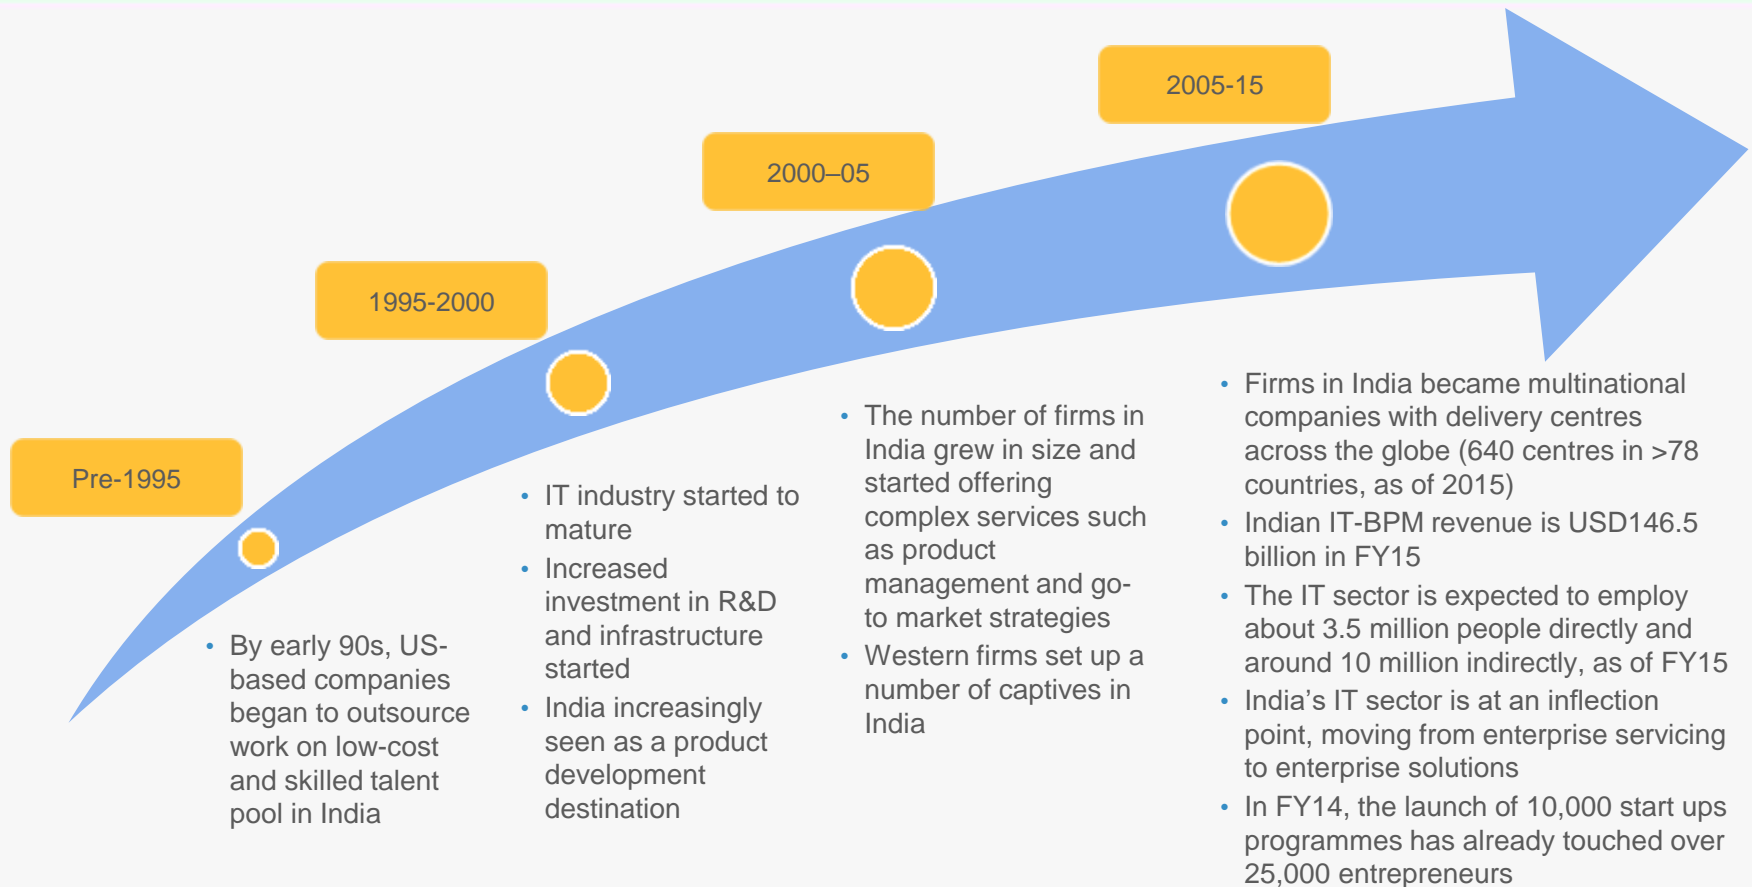 Pre-1995
• By early 90s, US-
based companies
began to outsource
work on low-cost
and skilled talent
pool in India
1995-2000
• IT industry started to
mature
• Increased
investment in R&D
and infrastructure
started
• India increasingly
seen as a product
development
destination
2000–05
• The number of firms in
India grew in size and
started offering
complex services such
as product
management and go-
to market strategies
• Western firms set up a
number of captives in
India
2005-15
• Firms in India became multinational
companies with delivery centres
across the globe (640 centres in >78
countries, as of 2015)
• Indian IT-BPM revenue is USD146.5
billion in FY15
• The IT sector is expected to employ
about 3.5 million people directly and
around 10 million indirectly, as of FY15
• India’s IT sector is at an inflection
point, moving from enterprise servicing
to enterprise solutions
• In FY14, the launch of 10,000 start ups
programmes has already touched over
25,000 entrepreneurs